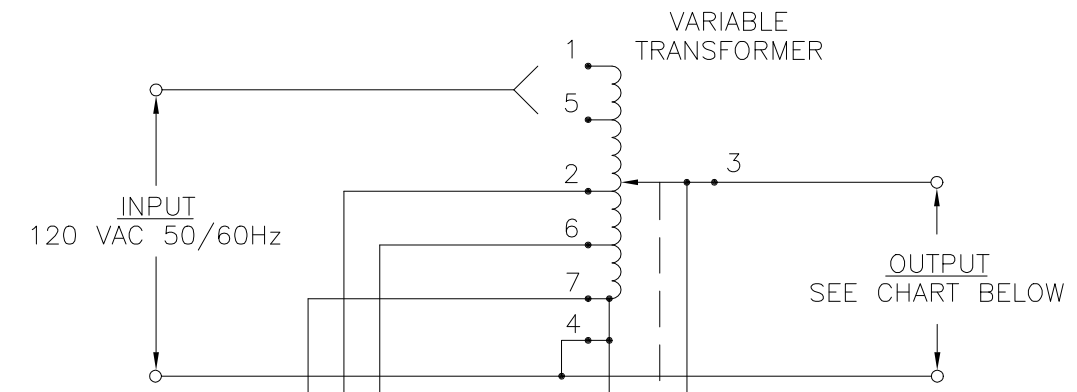 VARIABLE
TRANSFORMER
1
5
2
3
INPUT
120 VAC 50/60Hz
6
7
4
OUTPUT
SEE CHART BELOW